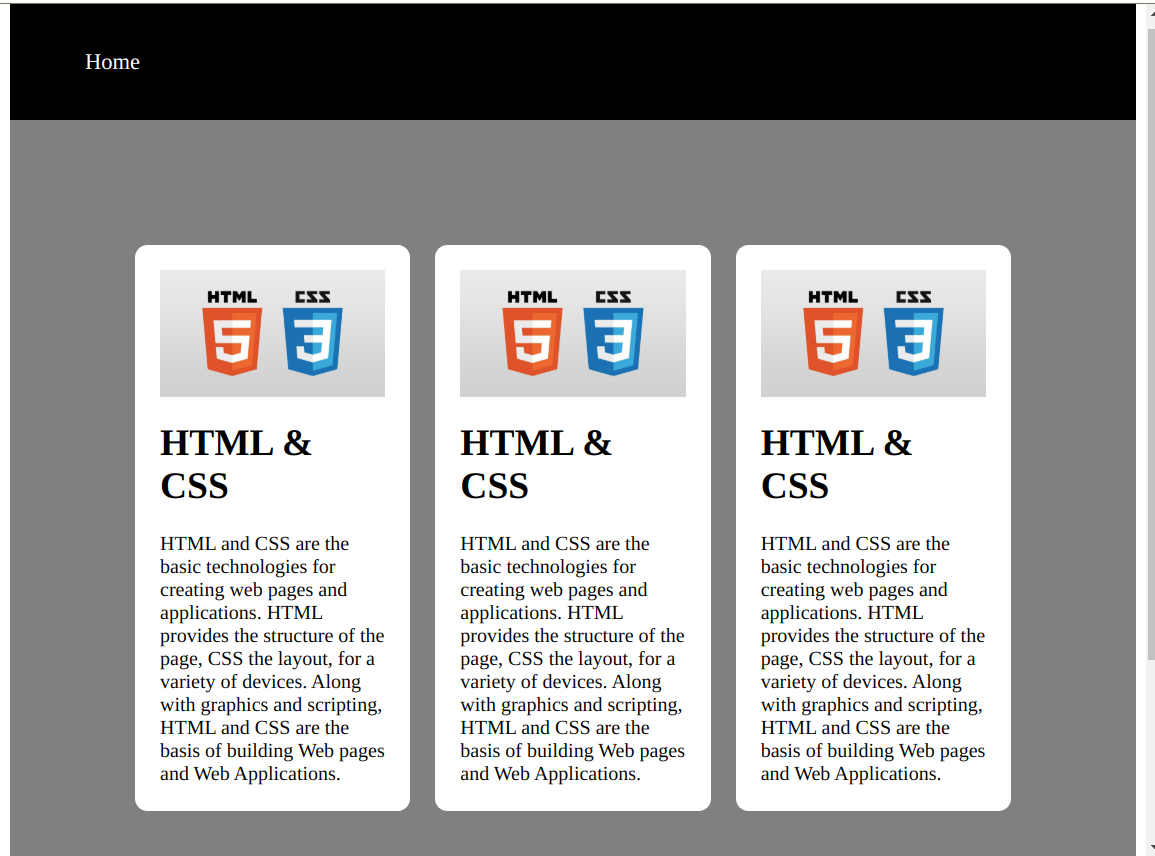 Home
HTML CSS
5 3
HTML &
CSS
HTML and CSS are the
basic technologies for
creating web pages and
applications. HTML
provides the structure of the
page, CSS the layout, for a
variety of devices. Along
with graphics and scripting,
HTML and CSS are the
basis of building Web pages
and Web Applications.
HTML CSS
5 3
HTML &
CSS
HTML and CSS are the
basic technologies for
creating web pages and
applications. HTML
provides the structure of the
page, CSS the layout, for a
variety of devices. Along
with graphics and scripting,
HTML and CSS are the
basis of building Web pages
and Web Applications.
HTML CSS
5 3
HTML &
CSS
HTML and CSS are the
basic technologies for
creating web pages and
applications. HTML
provides the structure of the
page, CSS the layout, for a
variety of devices. Along
with graphics and scripting,
HTML and CSS are the
basis of building Web pages
and Web Applications.